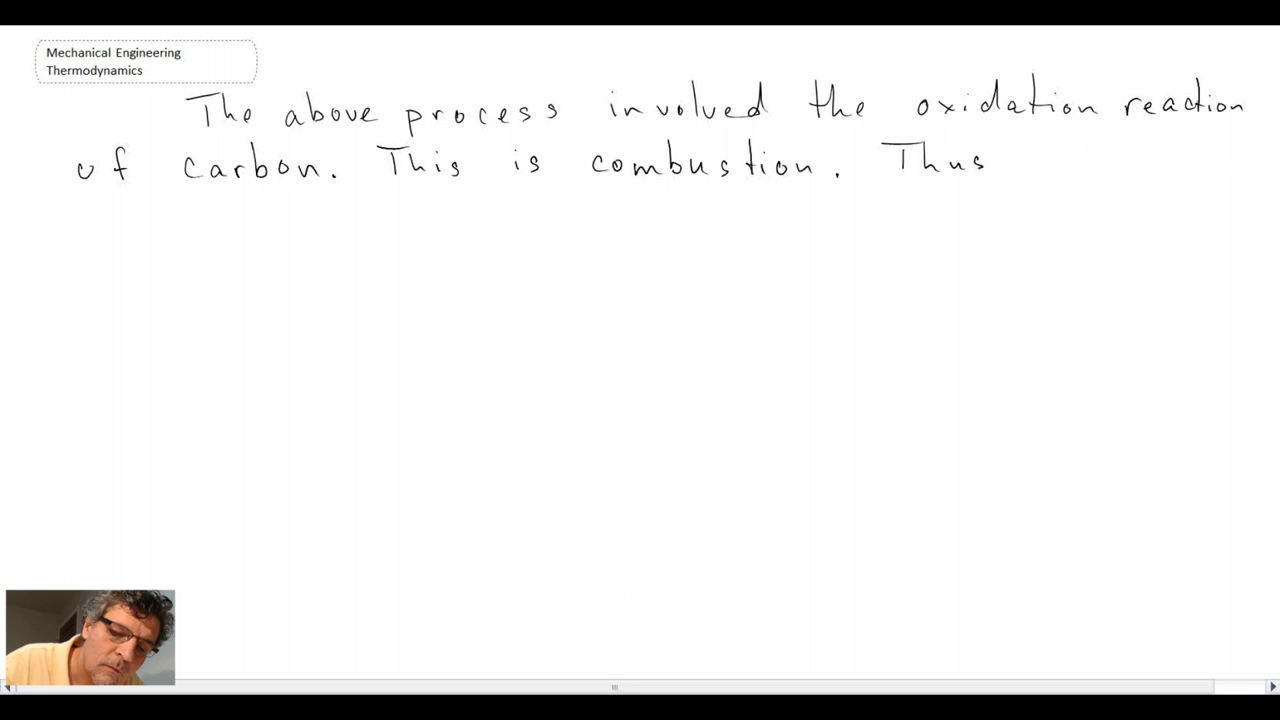 Mechanical Engineering
Thermodynamics
The above process involved the oxidation reaction
of carbon. This is combustion. Thus